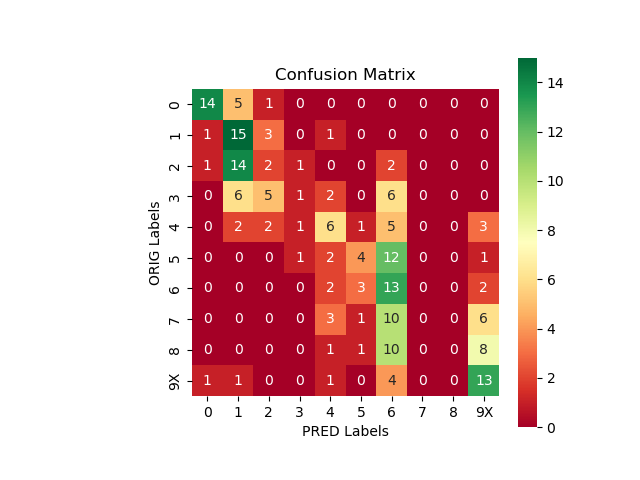 Confusion Matrix
ORIG Labels
0 14 5 1 0 0 0 0 0 0 0
1 1 15 3 0 1 0 0 0 0 0
2 1 14 2 1 0 0 2 0 0 0
3 0 6 5 1 2 0 6 0 0 0
4 0 2 2 1 6 1 5 0 0 3
5 0 0 0 1 2 4 12 0 0 1
6 0 0 0 0 2 3 13 0 0 2
7 0 0 0 0 3 1 10 0 0 6
8 0 0 0 0 1 1 10 0 0 8
9X 1 1 0 0 1 0 4 0 0 13
0 1 2 3 4 5 6 7 8 9X
PRED Labels
14
12
10
8
6
4
2
0